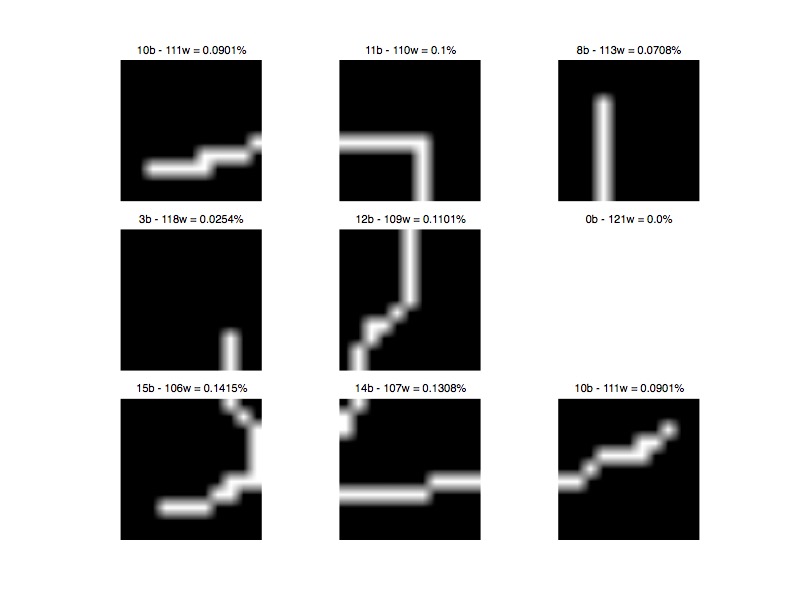 10b - 111w = 0.0901%
11b - 110w = 0.1%
8b - 113w = 0.0708%
3b - 118w = 0.0254%
12b - 109w = 0.1101%
0b - 121w = 0.0%
15b - 106w = 0.1415%
14b - 107w = 0.1308%
10b - 111w = 0.0901%